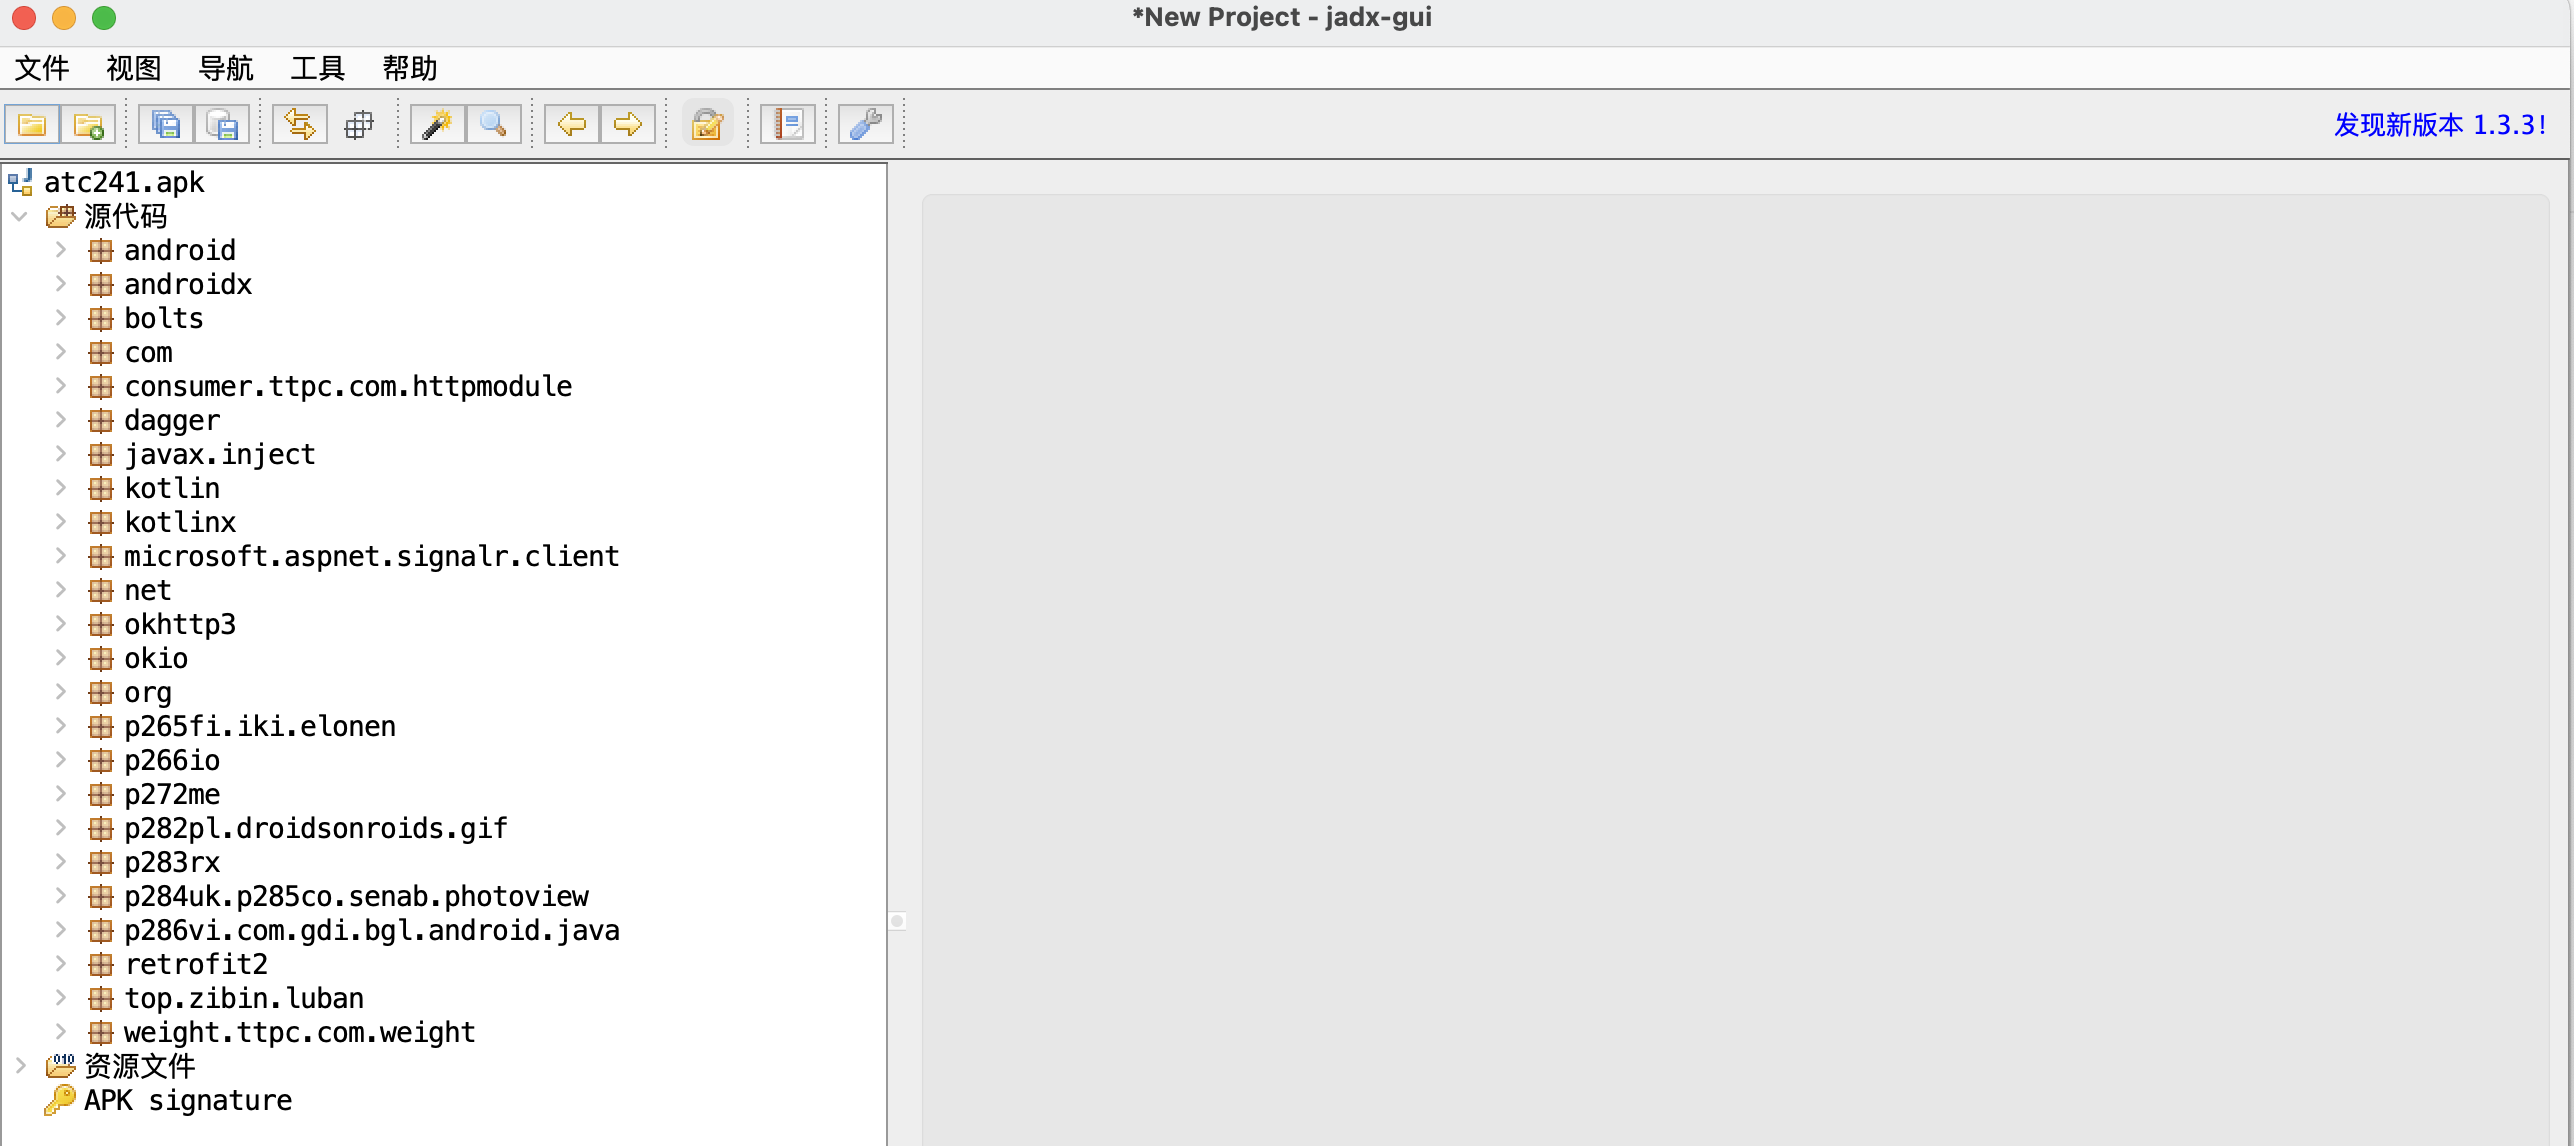 *New Project - jadx-gui
文件 视图 导航 工具 帮助
发现新版本 1.3.3!
atc241.apk
源代码
android
androidx
bolts
com
consumer.ttpc.com.httpmodule
dagger
javax.inject
kotlin
kotlinx
microsoft.aspnet.signalr.client
net
okhttp3
okio
org
p265fi.iki.elonen
p266io
p272me
p282pl.droidsonroids.gif
p283rx
p284uk.p285co.senab.photoview
p286vi.com.gdi.bgl.android.java
retrofit2
top.zibin.luban
weight.ttpc.com.weight
资源文件
APK signature